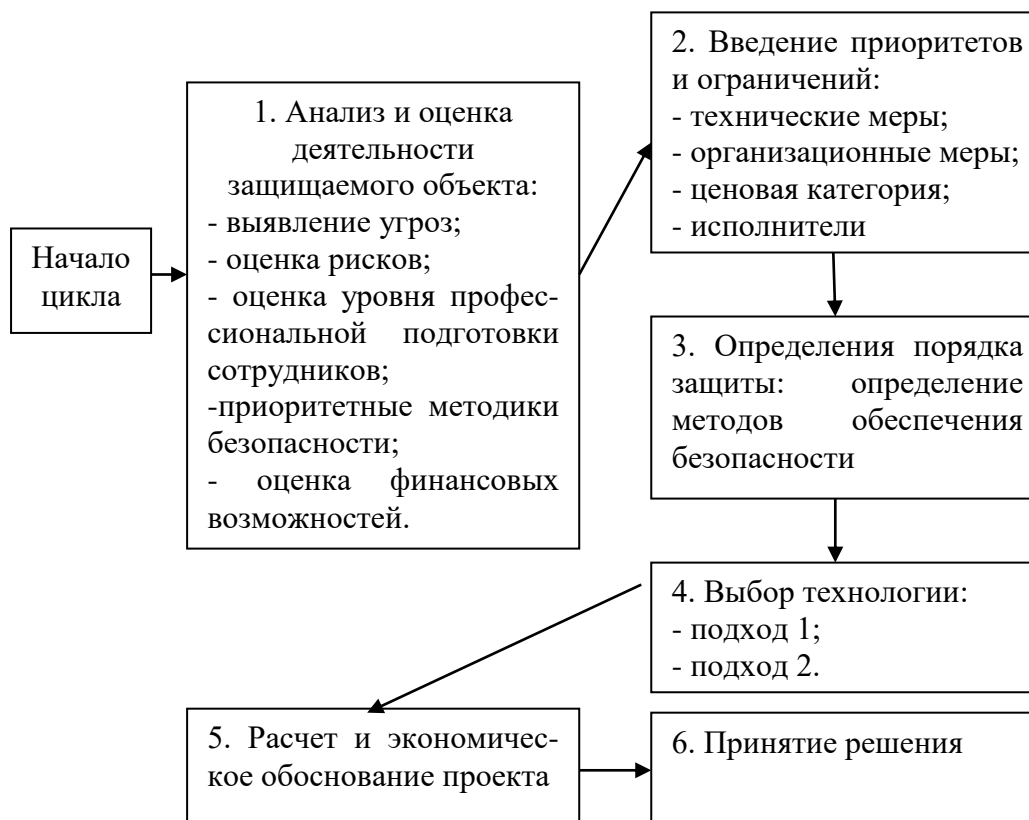 Начало
цикла
1. Анализ и оценка
деятельности
защищаемого объекта:
- выявление угроз;
- оценка рисков;
- оценка уровня профес-
сиональной подготовки
сотрудников;
-приоритетные методики
безопасности;
- оценка финансовых
возможностей.
2. Введение приоритетов
и ограничений:
- технические меры;
- организационные меры;
- ценовая категория;
- исполнители
3. Определения порядка
защиты: определение
методов обеспечения
безопасности
4. Выбор технологии:
- подход 1;
- подход 2.
5. Расчет и экономичес-
кое обоснование проекта
6. Принятие решения